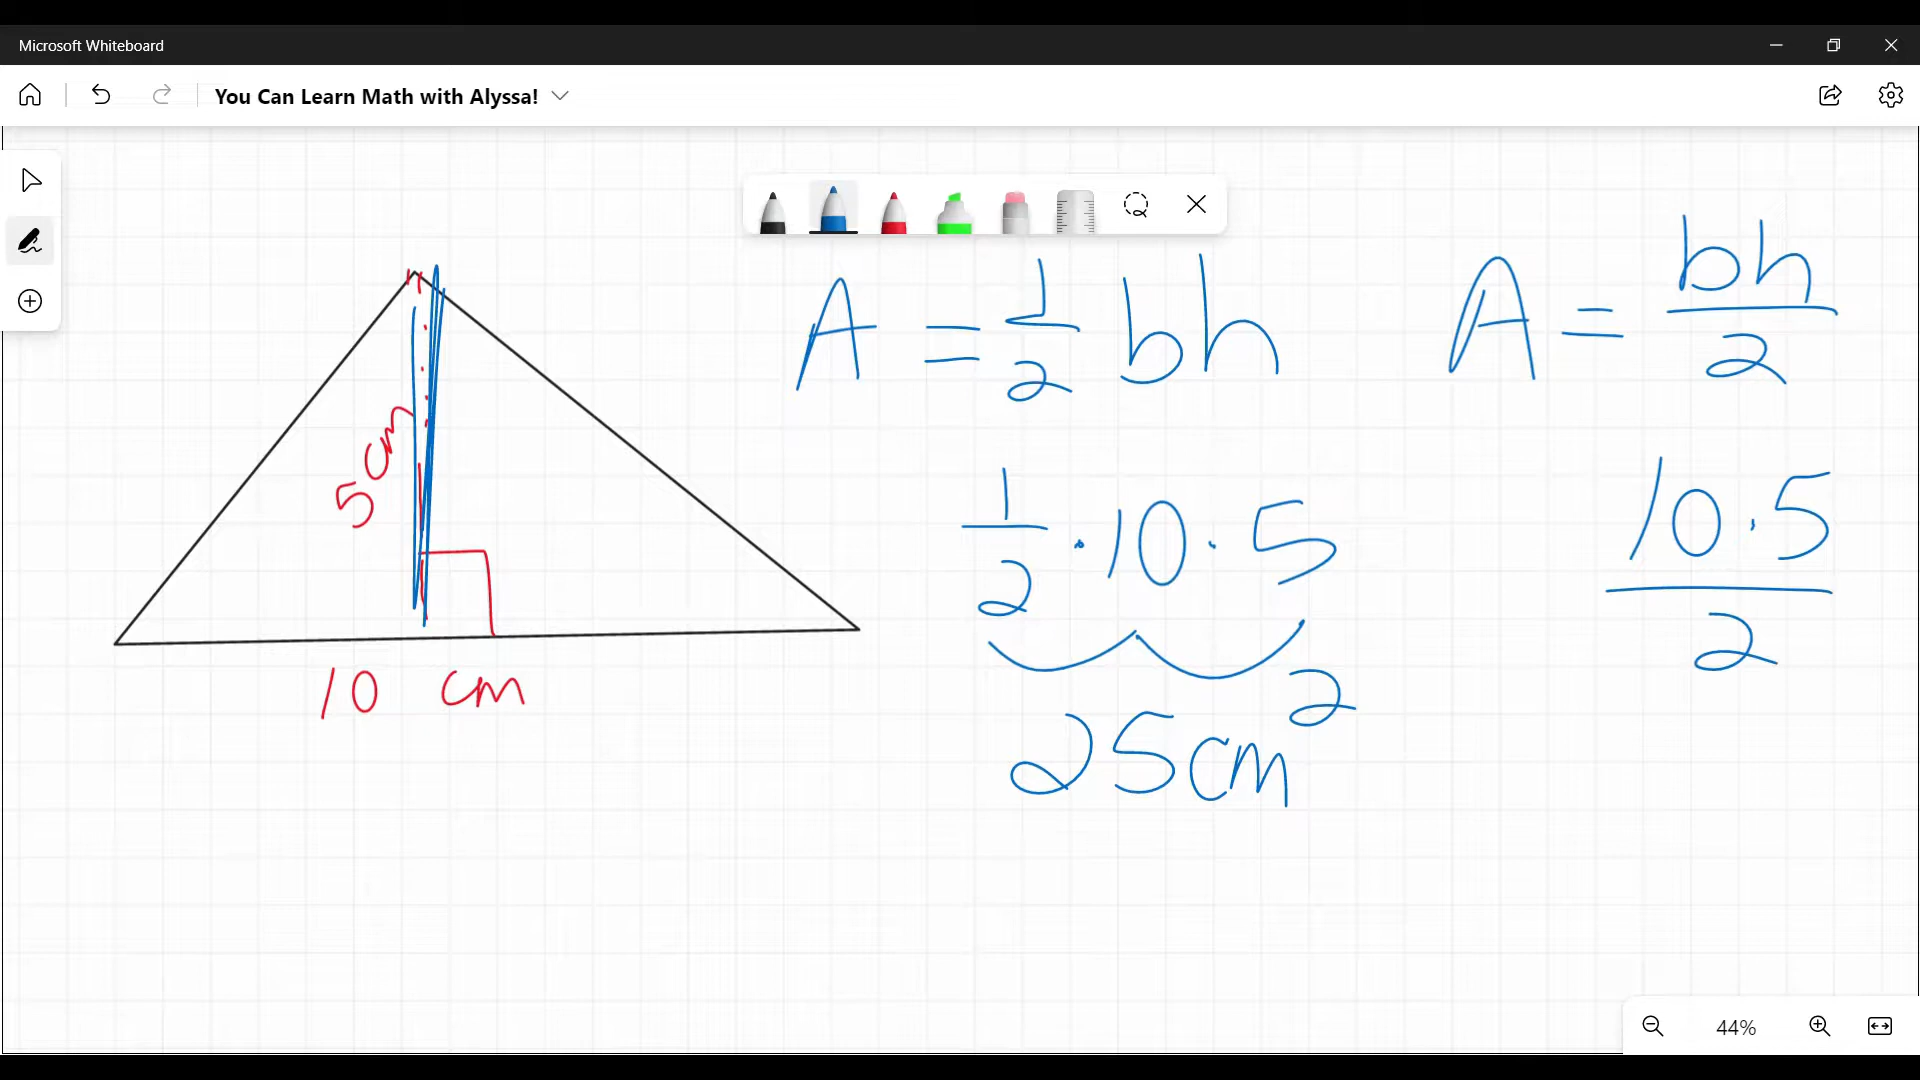 Microsoft Whiteboard
You Can Learn Math with Alyssa!
A = 1/2 bh
A = bh/2
5cm
1/2 · 10 · 5
10 · 5/2
10 cm
25cm²
44%